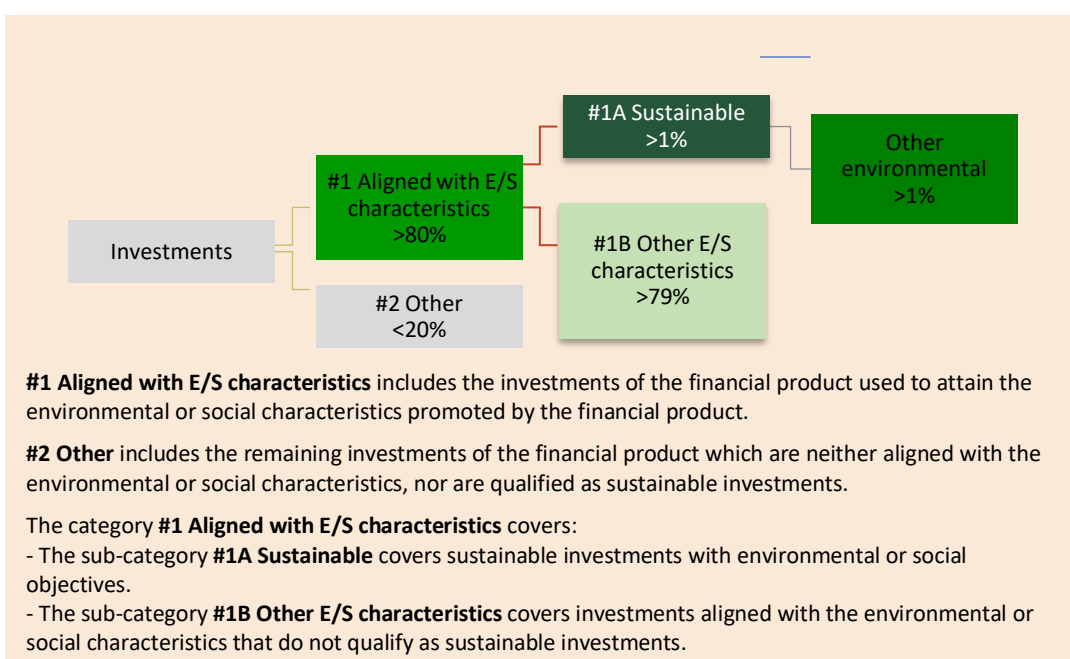 #1A Sustainable
>1%
Other
environmental
>1%
#1 Aligned with E/S
characteristics
>80%
Investments
#1B Other E/S
characteristics
>79%
#2 Other
<20%
#1 Aligned with E/S characteristics includes the investments of the financial product used to attain the
environmental or social characteristics promoted by the financial product.
#2 Other includes the remaining investments of the financial product which are neither aligned with the
environmental or social characteristics, nor are qualified as sustainable investments.
The category #1 Aligned with E/S characteristics covers:
- The sub-category #1A Sustainable covers sustainable investments with environmental or social
objectives.
- The sub-category #1B Other E/S characteristics covers investments aligned with the environmental or
social characteristics that do not qualify as sustainable investments.